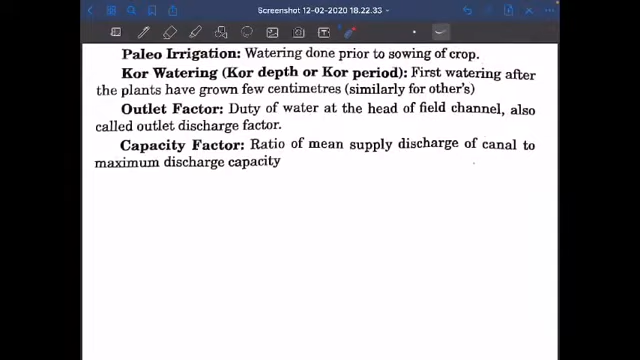 Screenshot 12-02-2020 18.22.33
Paleo Irrigation: Watering done prior to sowing of crop.
Kor Watering (Kor depth or Kor period): First watering after
the plants have grown few centimetres (similarly for other's)
Outlet Factor: Duty of water at the head of field channel, also
called outlet discharge factor.
Capacity Factor: Ratio of mean supply discharge of canal to
maximum discharge capacity